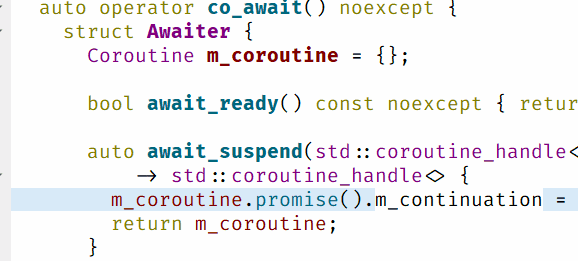 auto operator co_await() noexcept {
struct Awaiter {
Coroutine m_coroutine = {};
bool await_ready() const noexcept { retur
auto await_suspend(std::coroutine_handle<
-> std::coroutine_handle<> {
m_coroutine.promise().m_continuation =
return m_coroutine;
}